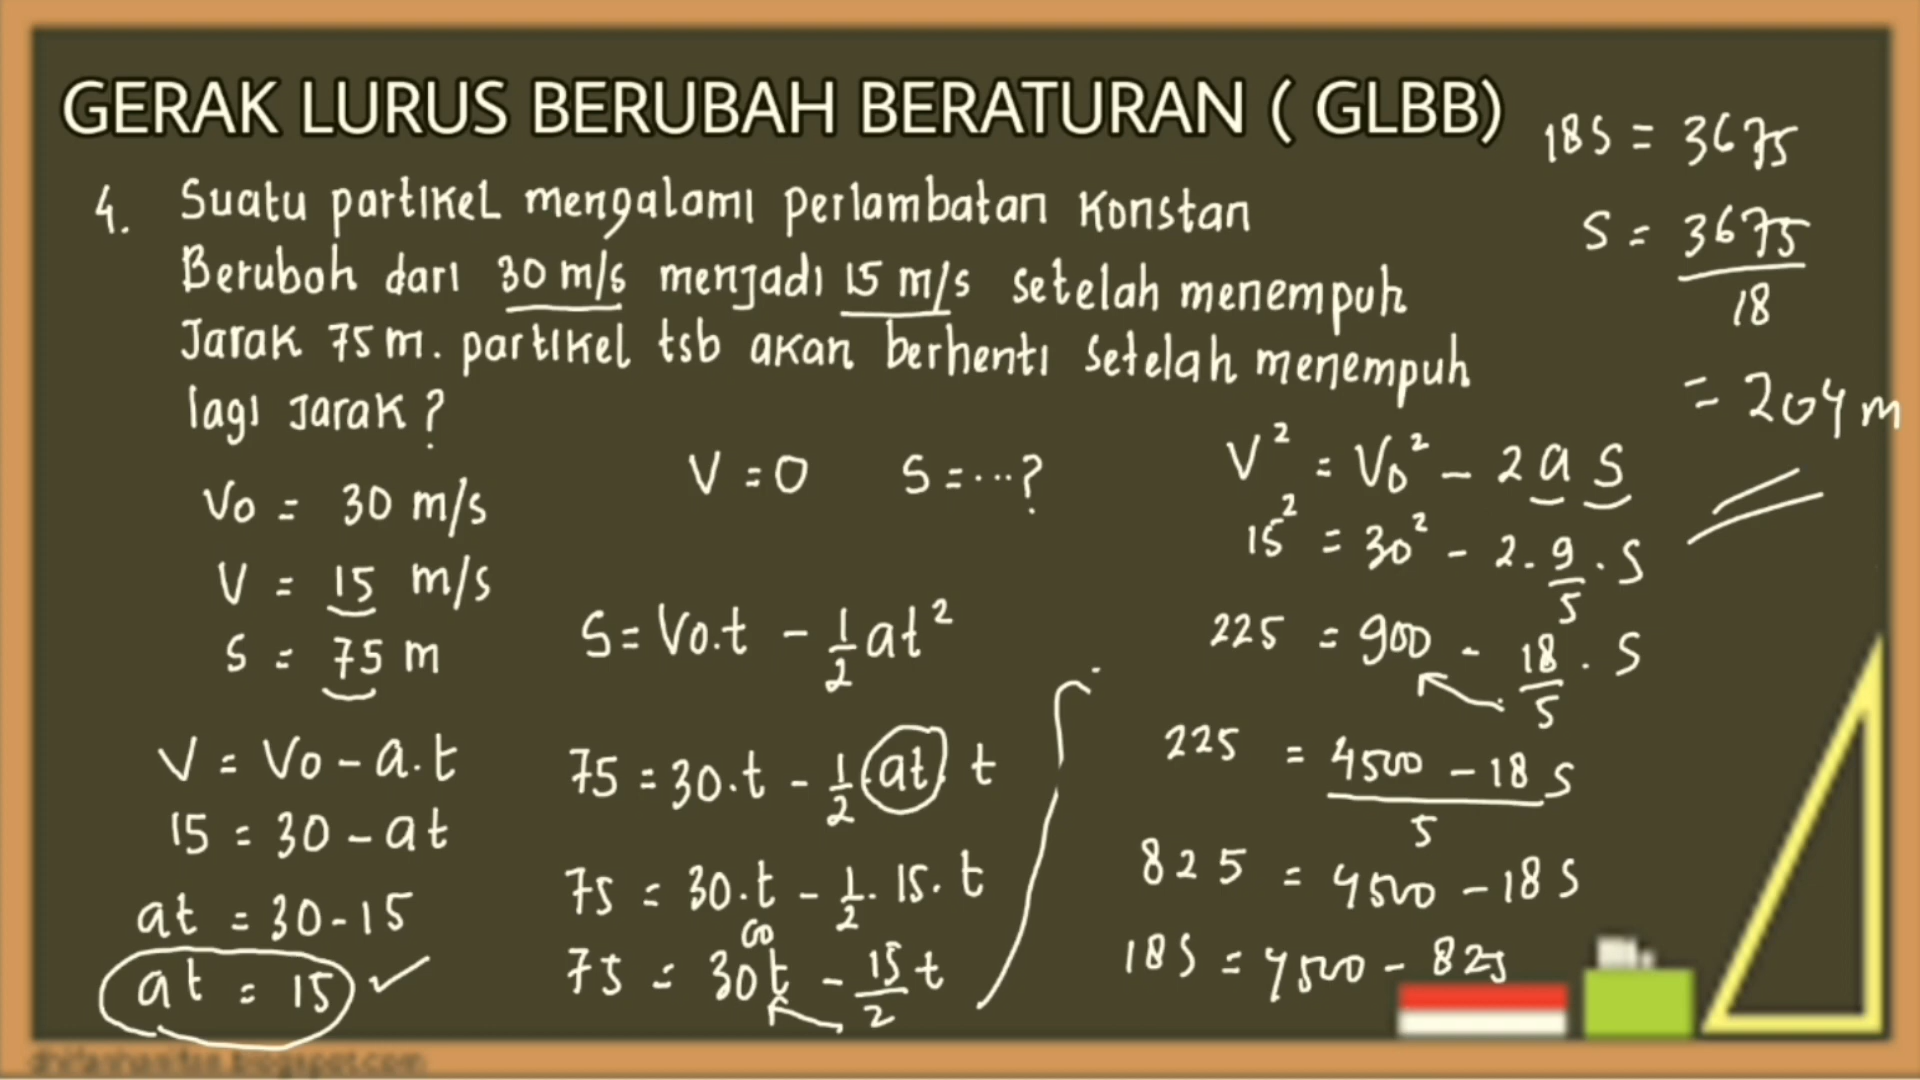 GERAK LURUS BERUBAH BERATURAN ( GLBB)
4. Suatu partikel mengalami perlambatan konstan
Berubah dari 30 m/s menjadi 15 m/s setelah menempuh
Jarak 75 m. partikel tsb akan berhenti setelah menempuh
lagi Jarak?
Vo = 30 m/s
V = 15 m/s
S = 75 m
V = Vo - a.t
15 = 30 - at
at = 30-15
at = 15 ✓
V = 0 S = ...?
S = Vo.t - 1/2 at²
75 = 30.t - 1/2 (at) t
75 = 30.t - 1/2 . 15. t
60
75 = 30t - 15/2 t
V² = Vo² - 2 a S
15² = 30² - 2. 9/5 . S
225 = 900 - 18/5 . S
225 = 4500 - 18 S / 5
825 = 4500 - 18 S
18S = 4500 - 825
18S = 3675
S = 3675 / 18
= 204 m